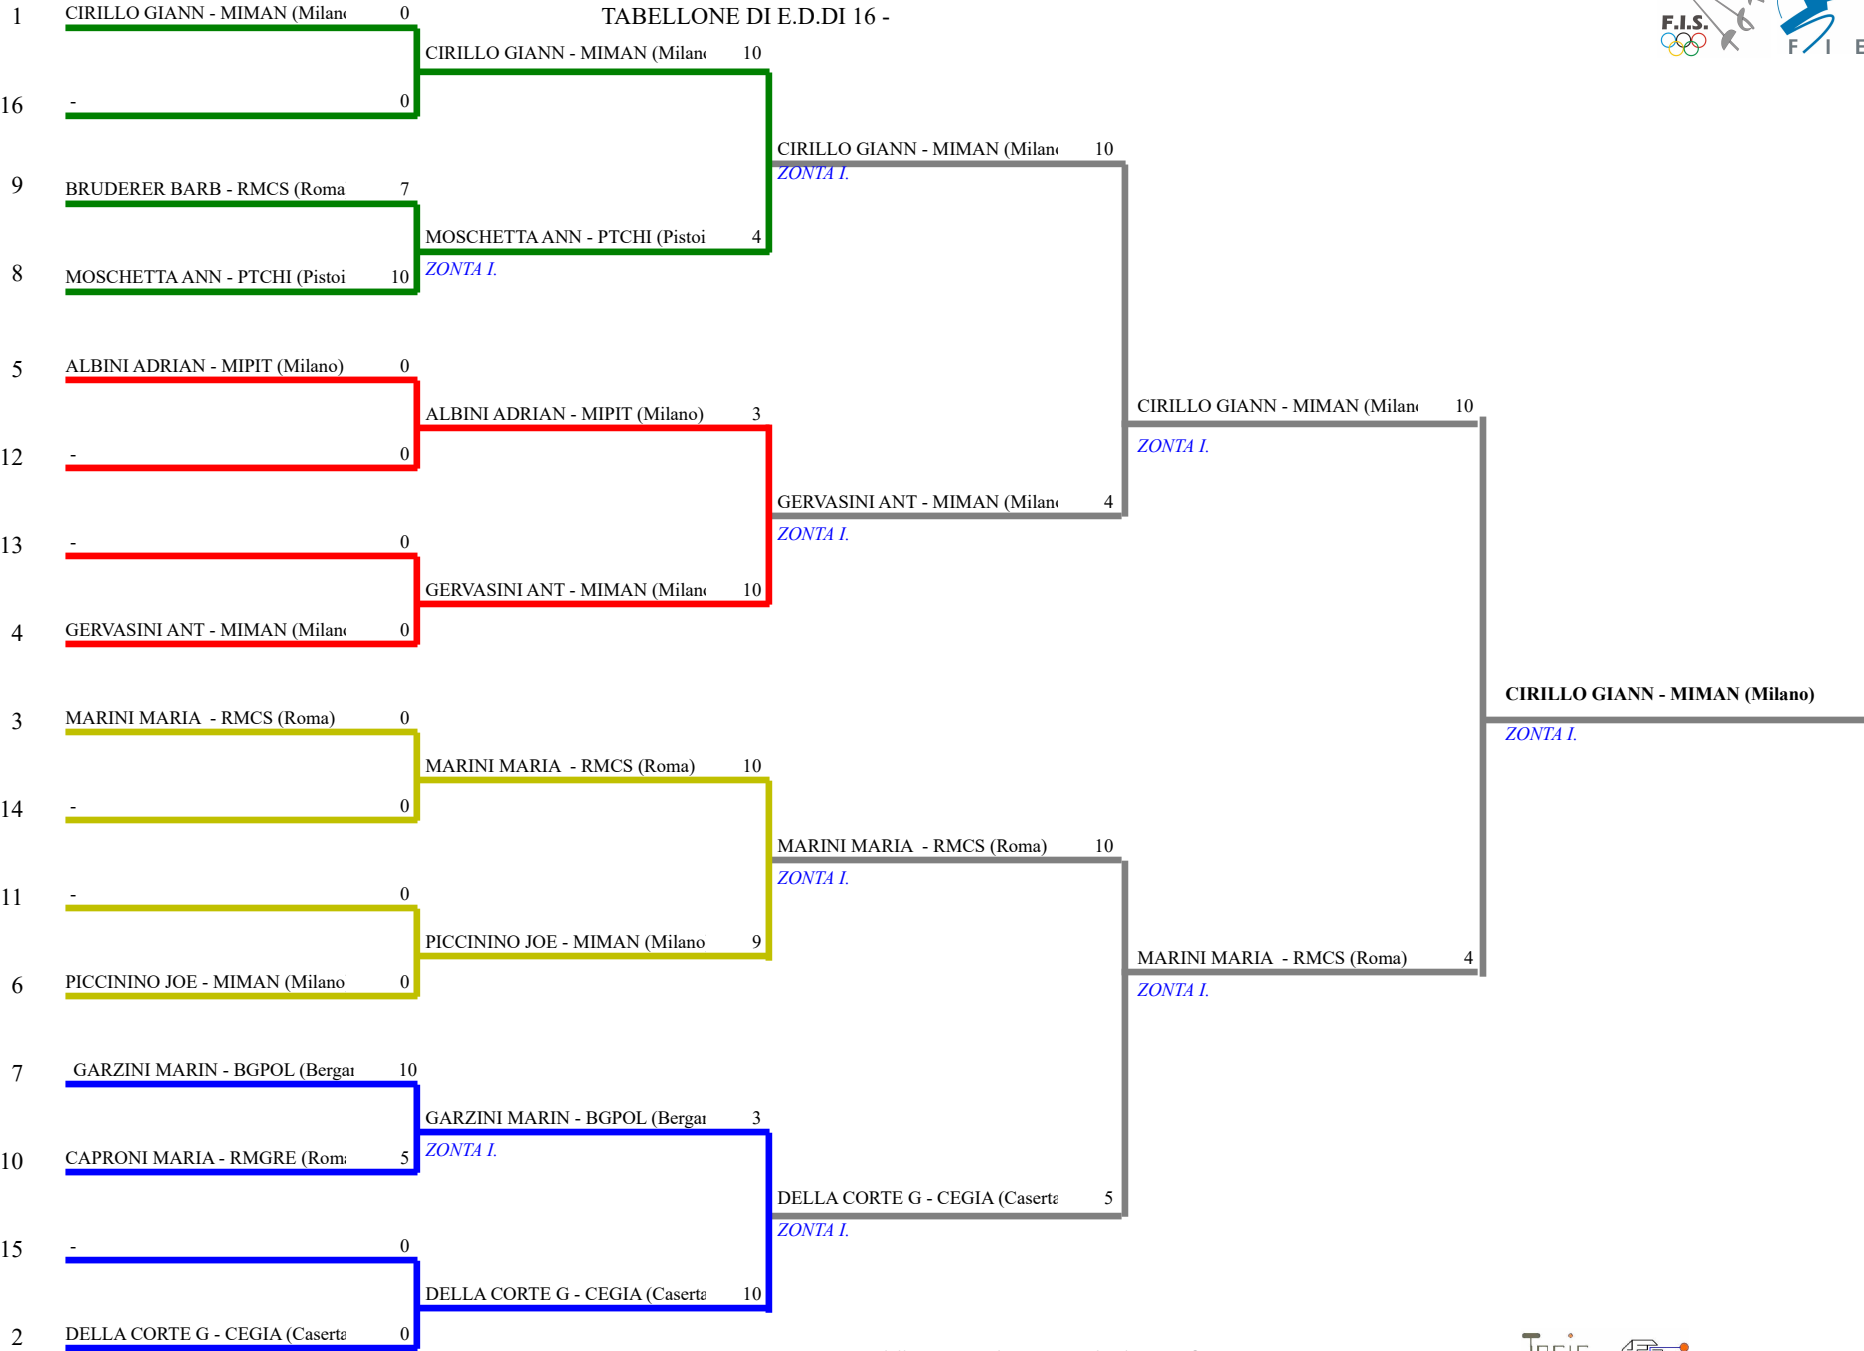 TABELLONE DI E.D.DI 16 -
F.I.S.
F I E
1 CIRILLO GIANN - MIMAN (Milan 0
CIRILLO GIANN - MIMAN (Milan 10
16 - 0
CIRILLO GIANN - MIMAN (Milan 10
ZONTA I.
9 BRUDERER BARB - RMCS (Roma 7
MOSCHETTA ANN - PTCHI (Pistoi 4
ZONTA I.
8 MOSCHETTA ANN - PTCHI (Pistoi 10
5 ALBINI ADRIAN - MIPIT (Milano) 0
ALBINI ADRIAN - MIPIT (Milano) 3
CIRILLO GIANN - MIMAN (Milan 10
ZONTA I.
12 - 0
GERVASINI ANT - MIMAN (Milan 4
ZONTA I.
13 - 0
GERVASINI ANT - MIMAN (Milan 10
4 GERVASINI ANT - MIMAN (Milan 0
CIRILLO GIANN - MIMAN (Milano)
ZONTA I.
3 MARINI MARIA - RMCS (Roma) 0
MARINI MARIA - RMCS (Roma) 10
14 - 0
MARINI MARIA - RMCS (Roma) 10
ZONTA I.
11 - 0
PICCININO JOE - MIMAN (Milano 9
MARINI MARIA - RMCS (Roma) 4
ZONTA I.
6 PICCININO JOE - MIMAN (Milano 0
7 GARZINI MARIN - BGPOL (Berga 10
GARZINI MARIN - BGPOL (Berga 3
ZONTA I.
10 CAPRONI MARIA - RMGRE (Rom 5
DELLA CORTE G - CEGIA (Caserta 5
ZONTA I.
15 - 0
DELLA CORTE G - CEGIA (Caserta 10
2 DELLA CORTE G - CEGIA (Caserta 0